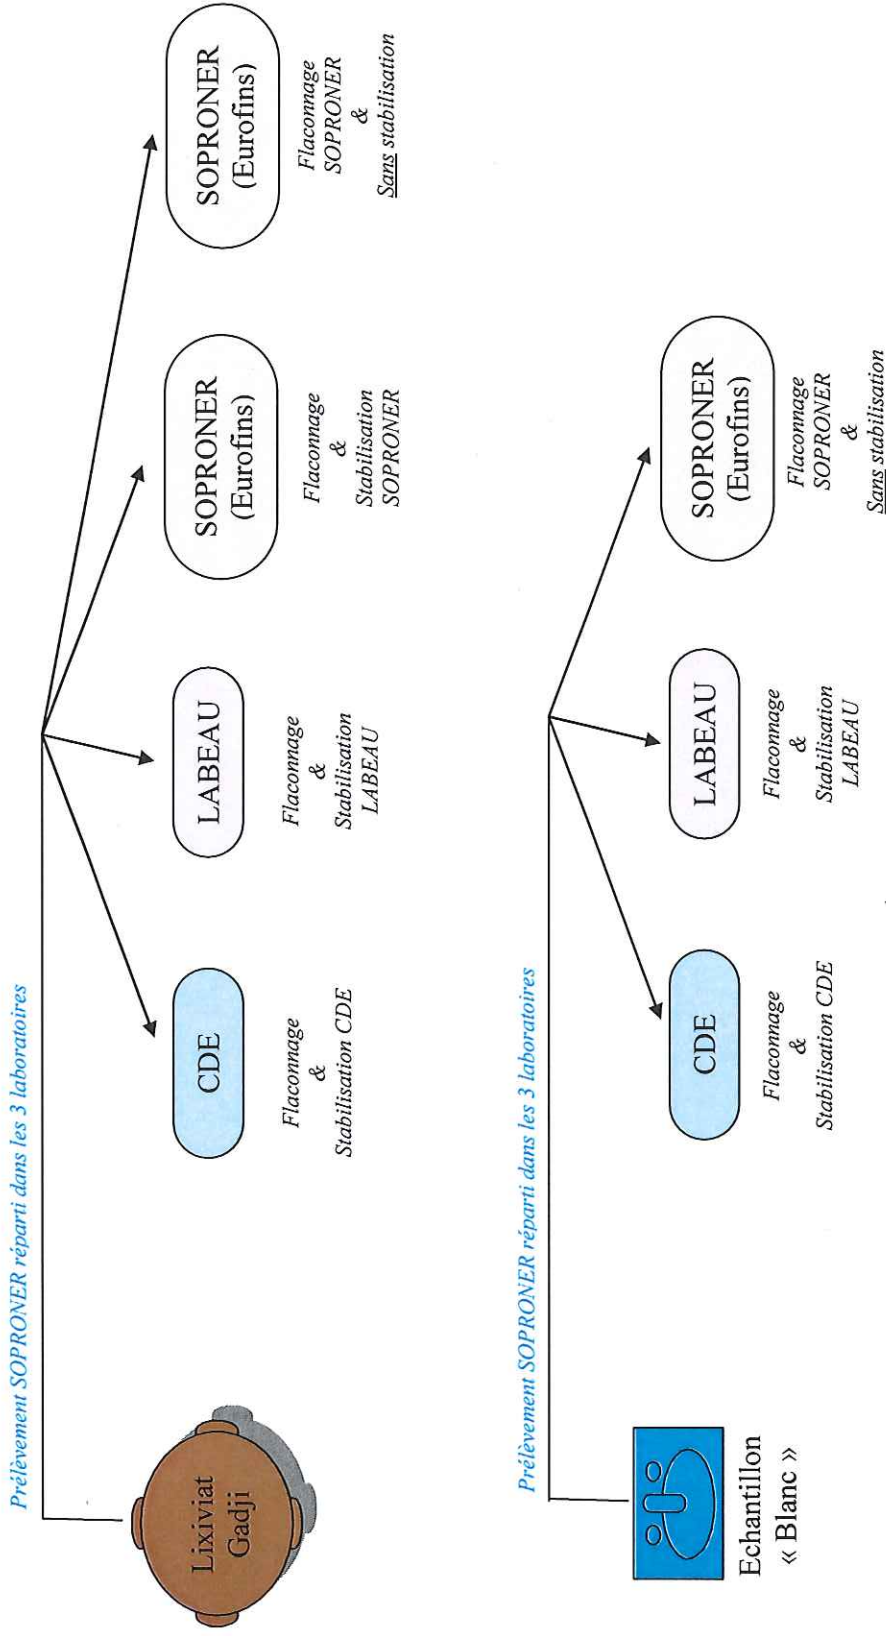 Prélèvement SOPRONER réparti dans les 3 laboratoires
Lixiviat
Gadji
CDE
Flaconnage
&
Stabilisation CDE
LABEAU
Flaconnage
&
Stabilisation
LABEAU
SOPRONER
(Eurofins)
Flaconnage
&
Stabilisation
SOPRONER
SOPRONER
(Eurofins)
Flaconnage
SOPRONER
&
Sans stabilisation
Prélèvement SOPRONER réparti dans les 3 laboratoires
Echantillon
« Blanc »
CDE
Flaconnage
&
Stabilisation CDE
LABEAU
Flaconnage
&
Stabilisation
LABEAU
SOPRONER
(Eurofins)
Flaconnage
SOPRONER
&
Sans stabilisation